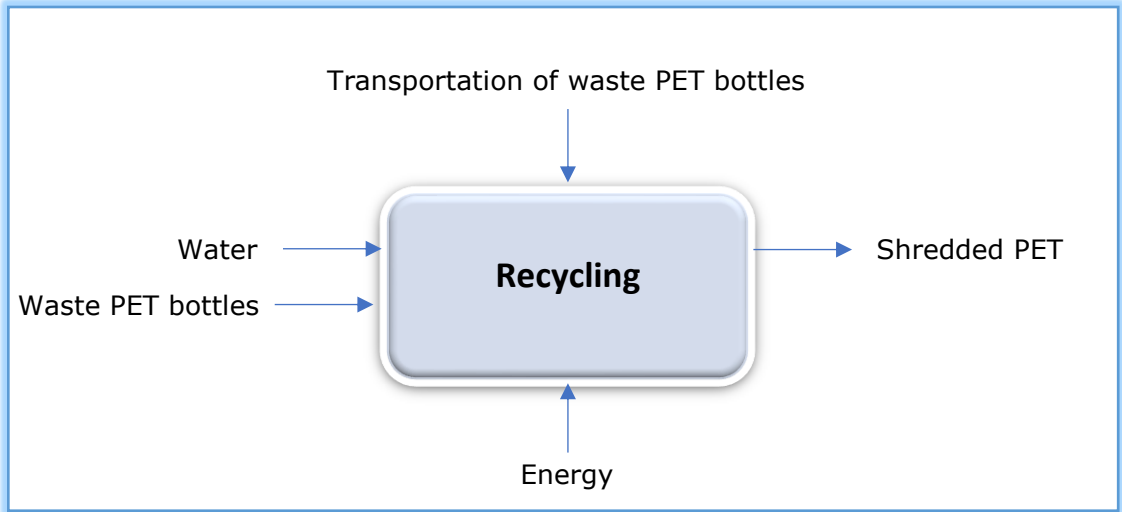 Transportation of waste PET bottles
Water
Recycling
Shredded PET
Waste PET bottles
Energy